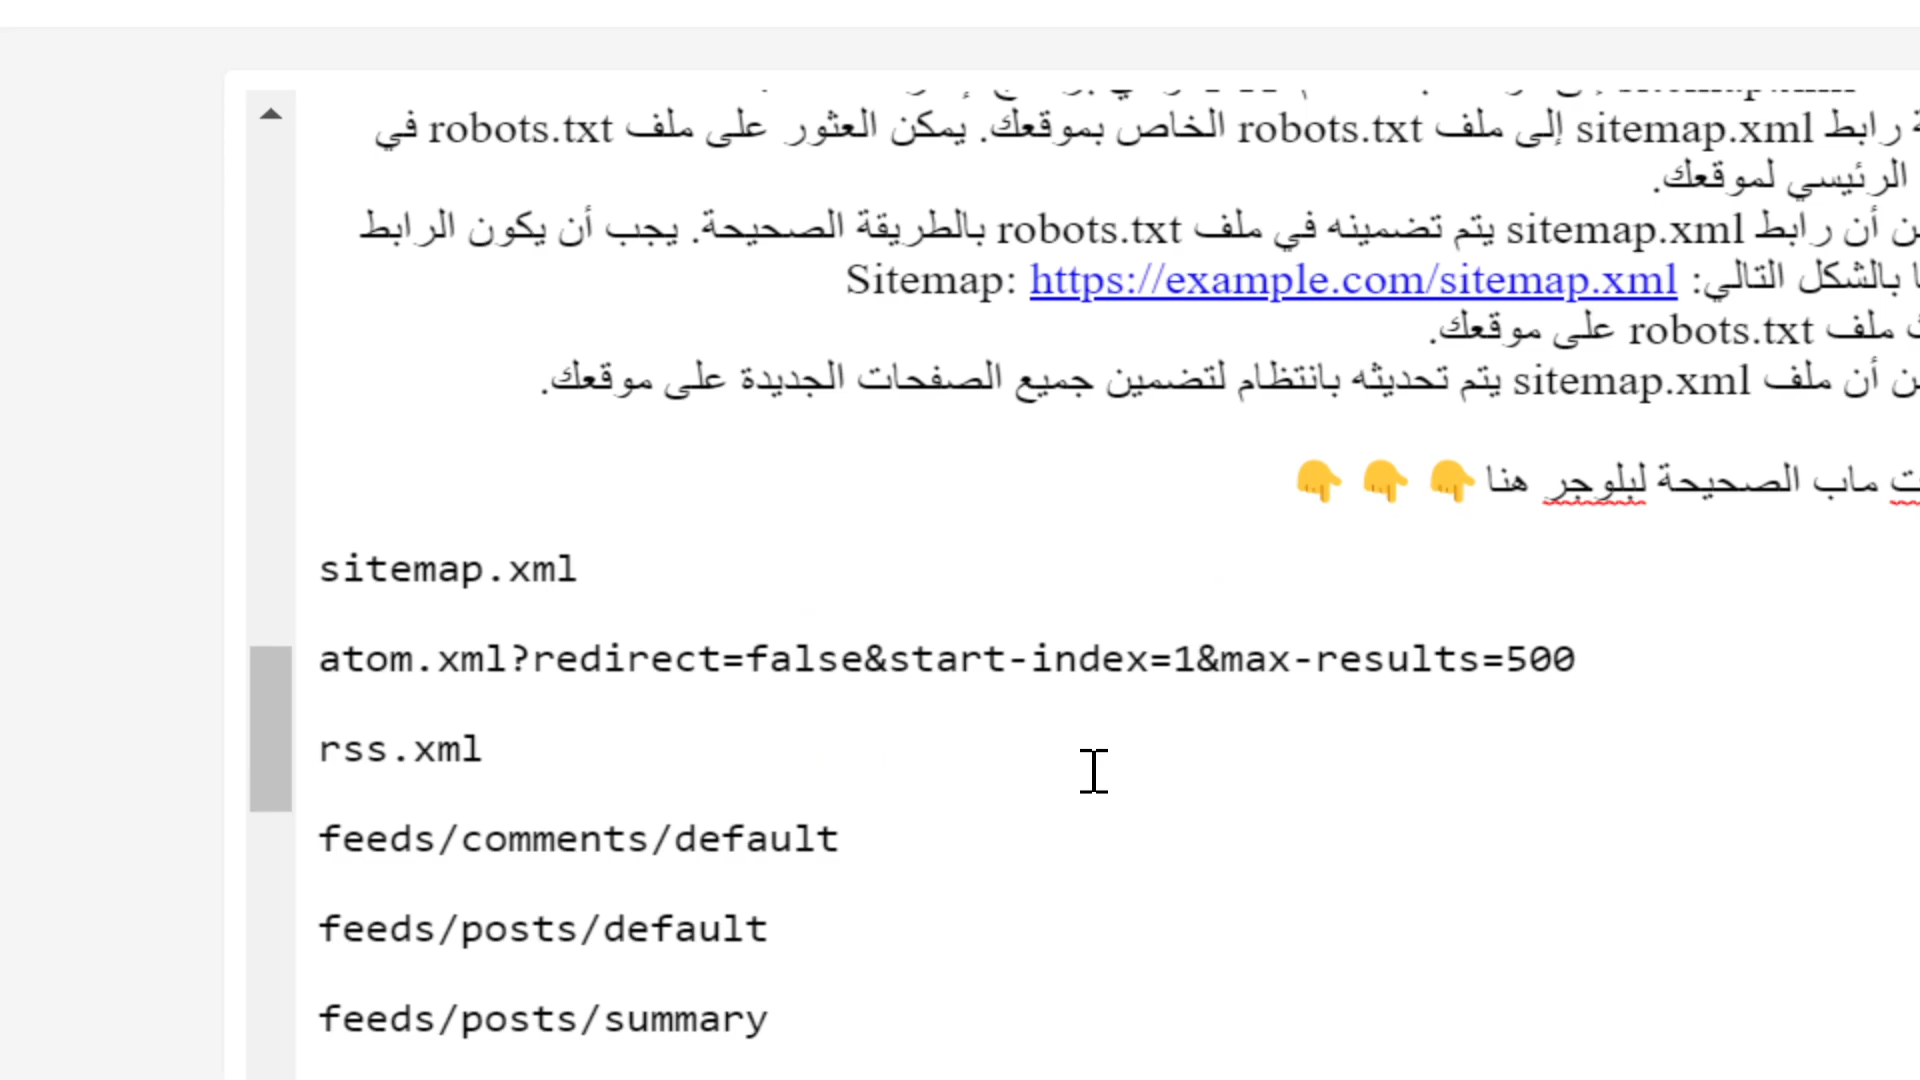 رابط sitemap.xml إلى ملف robots.txt الخاص بموقعك. يمكن العثور على ملف robots.txt في
الرئيسي لموقعك.
أن رابط sitemap.xml يتم تضمينه في ملف robots.txt بالطريقة الصحيحة. يجب أن يكون الرابط
بالشكل التالي: Sitemap: https://example.com/sitemap.xml
ملف robots.txt على موقعك.
أن ملف sitemap.xml يتم تحديثه بانتظام لتضمين جميع الصفحات الجديدة على موقعك.
ماب الصحيحة لبلوجر هنا 👇 👇 👇
sitemap.xml
atom.xml?redirect=false&start-index=1&max-results=500
rss.xml
feeds/comments/default
feeds/posts/default
feeds/posts/summary